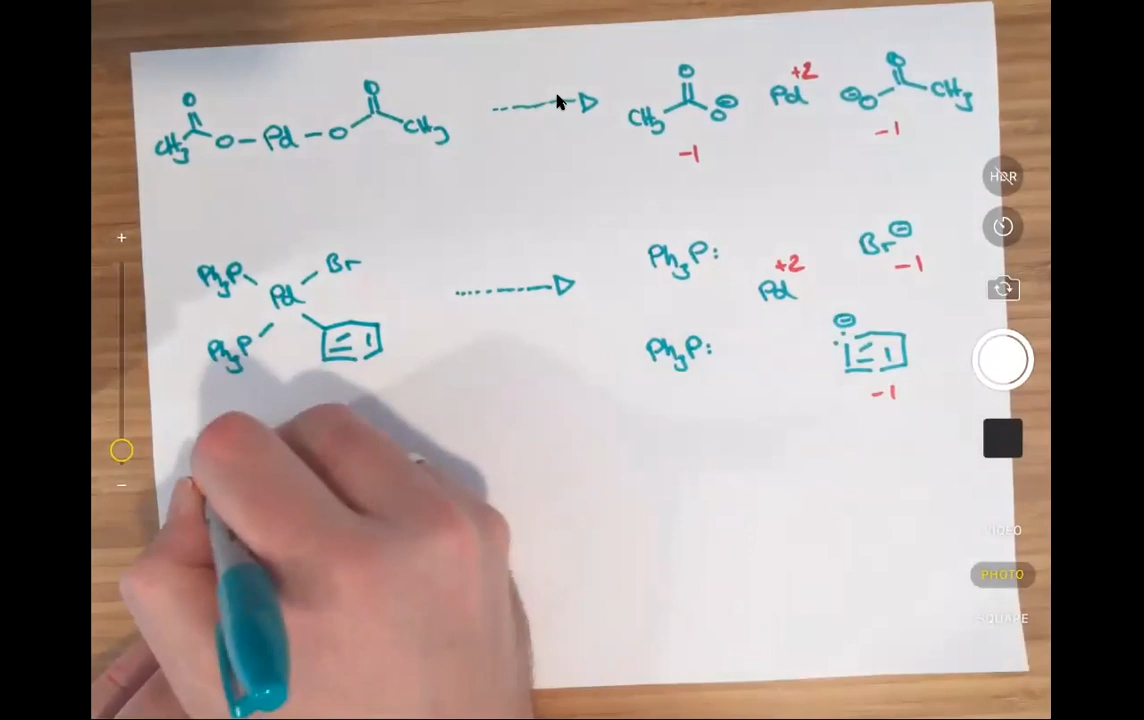 O O +2 O
CH3 O – Pd – O CH3 CH3 O⊖ Pd ⊖O CH3
-1 -1
Ph3P Br Ph3P: Br⊖
Pd +2 -1
Pd
Ph3P Ph3P: ⊖
-1
HDR
+
−
VIDEO
PHOTO
SQUARE